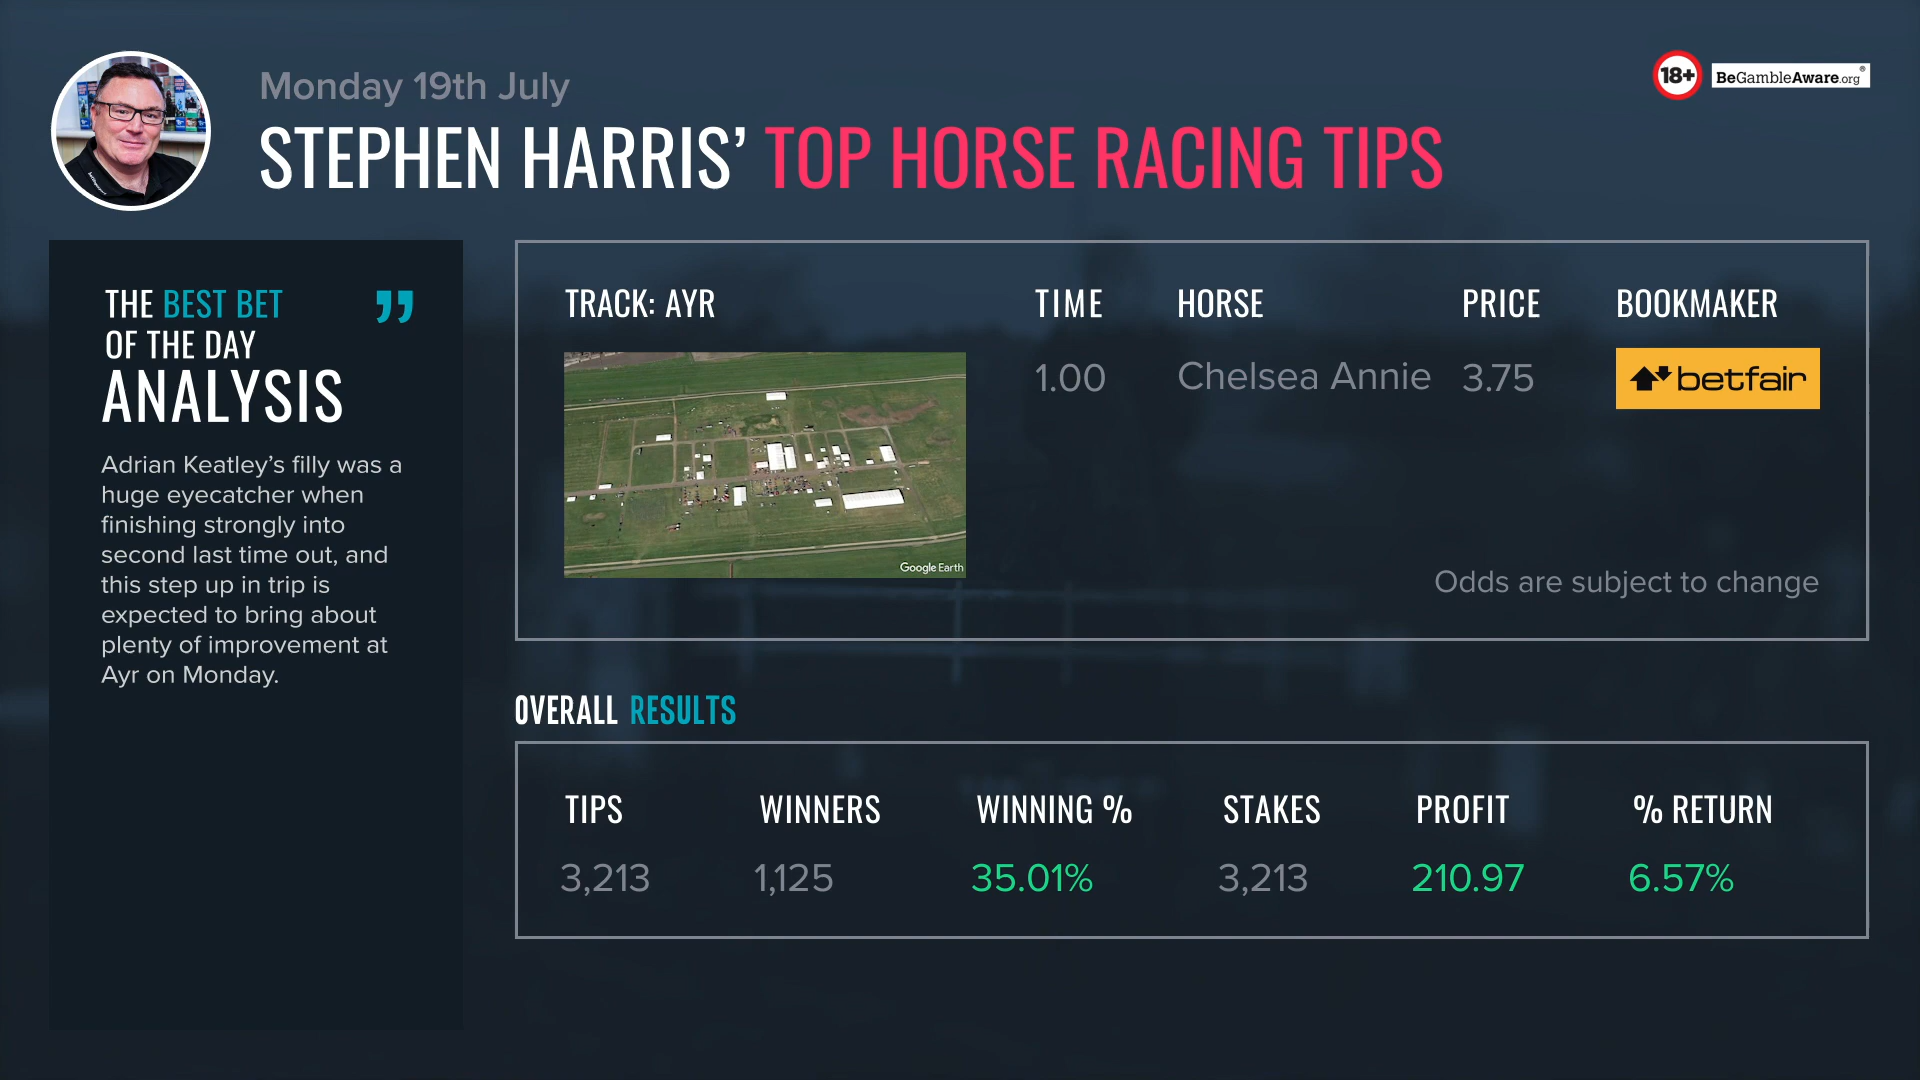 Monday 19th July
STEPHEN HARRIS’ TOP HORSE RACING TIPS
18+
BeGambleAware.org®
THE BEST BET
OF THE DAY
ANALYSIS
”
Adrian Keatley’s filly was a
huge eyecatcher when
finishing strongly into
second last time out, and
this step up in trip is
expected to bring about
plenty of improvement at
Ayr on Monday.
TRACK: AYR TIME HORSE PRICE BOOKMAKER
1.00 Chelsea Annie 3.75 betfair
Google Earth
Odds are subject to change
OVERALL RESULTS
TIPS WINNERS WINNING % STAKES PROFIT % RETURN
3,213 1,125 35.01% 3,213 210.97 6.57%